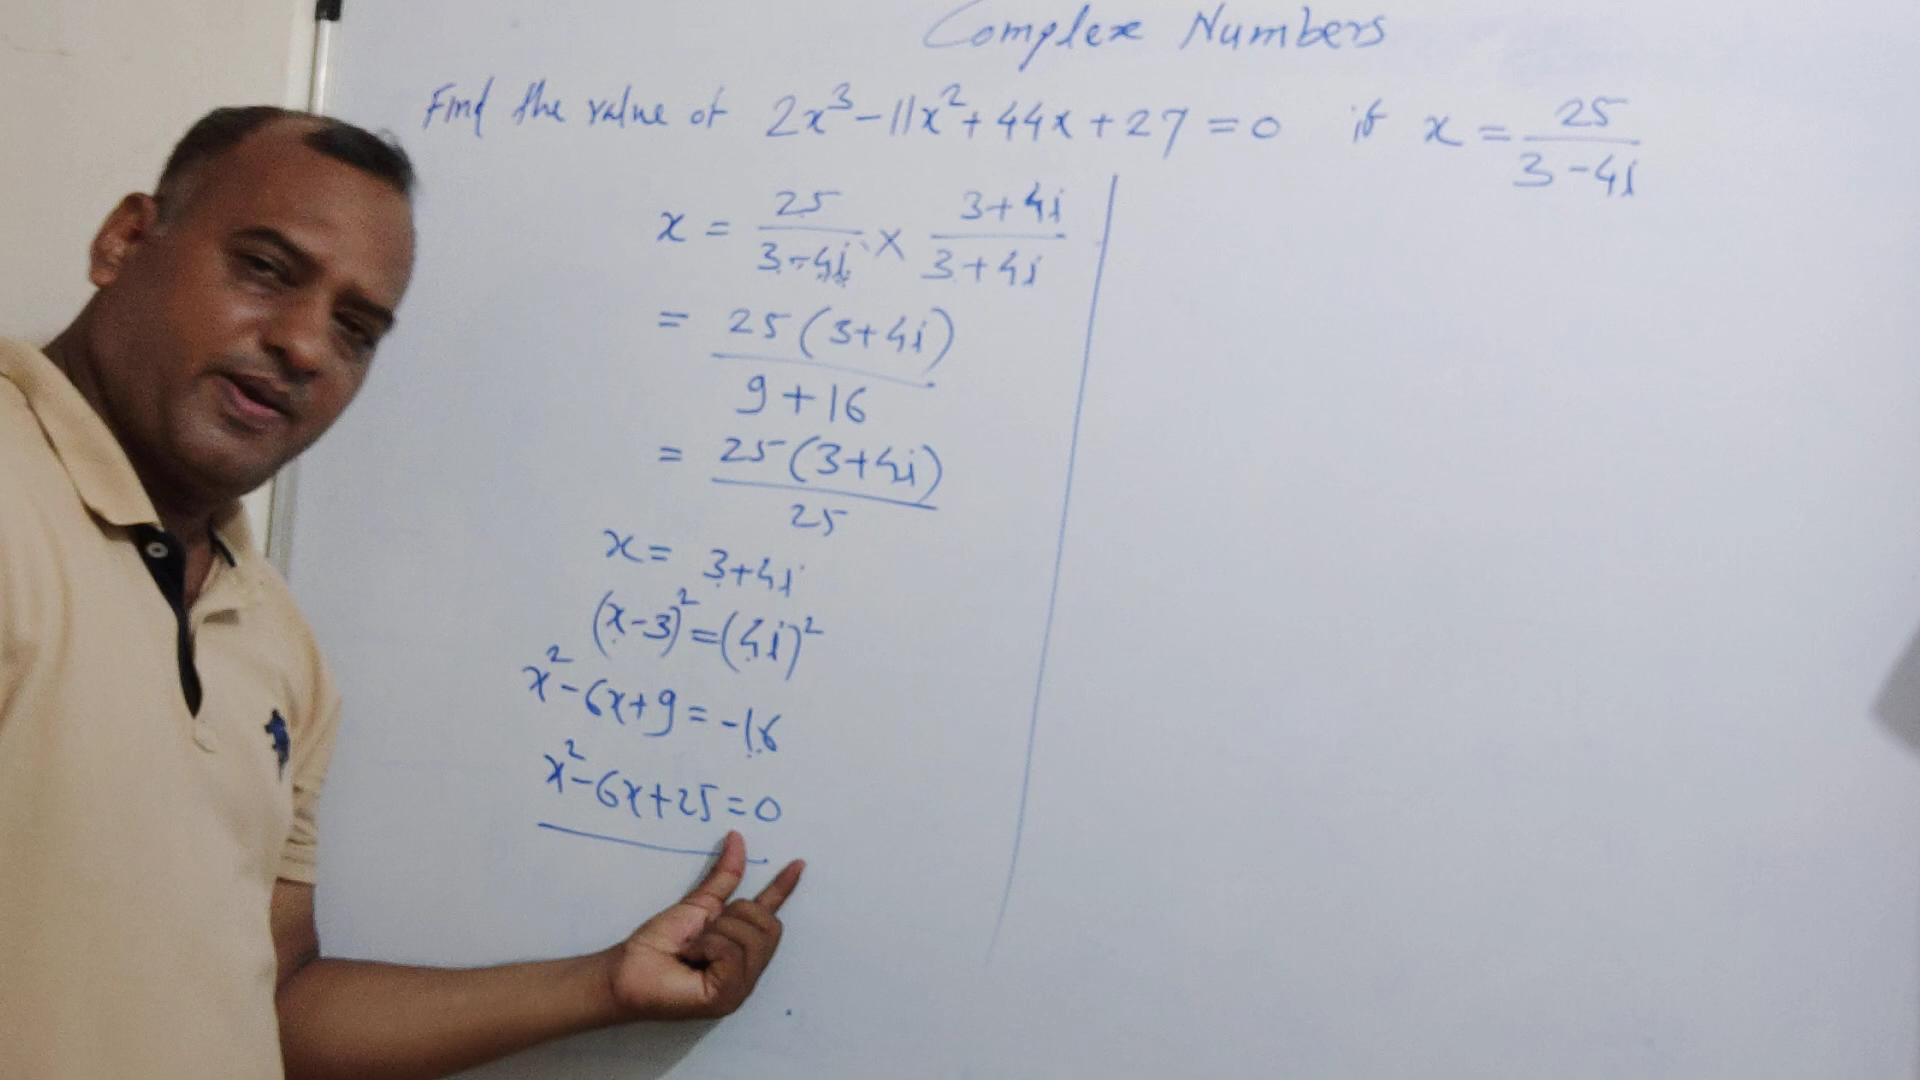 Complex Numbers
Find the value of 2x³-11x²+44x+27=0 if x = 25/(3-4i)
x = 25/(3-4i) × (3+4i)/(3+4i)
= 25(3+4i)/(9+16)
= 25(3+4i)/25
x = 3+4i
(x-3)²=(4i)²
x²-6x+9=-16
x²-6x+25=0